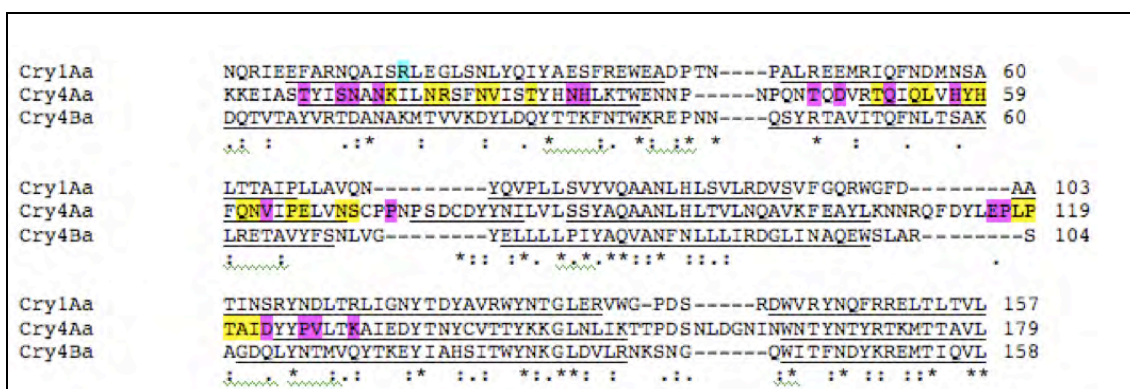 Cry1Aa NQRIEEFARNQAISRLEGLSNLYQIYAESFREWEADPTN----PALREEMRIQFNDMNSA 60
Cry4Aa KKEIASTYISNANKILNRSFNVISTYHNHLKTWENNP-----NPQNTQDVRTQIQLVHYH 59
Cry4Ba DQTVTAYVRTDANAKMTVVKDYLDQYTTKFNTWKREPNN----QSYRTAVITQFNLTSAK 60
.: : .:* : : . * :. *: :* * * : . .
Cry1Aa LTTAIPLLAVQN---------YQVPLLSVYVQAANLHLSVLRDVSVFGQRWGFD--------AA 103
Cry4Aa FQNVIPELVNSCPPNPSDCDYYNILVLSSYAQAANLHLTVLNQAVKFEAYLKNNRQFDYLEPLP 119
Cry4Ba LRETAVYFSNLVG--------YELLLLPIYAQVANFNLLLIRDGLINAQEWSLAR--------S 104
: : *:: :*. *.*.**::* ::.: .
Cry1Aa TINSRYNDLTRLIGNYTDYAVRWYNTGLERVWG-PDS-----RDWVRYNQFRRELTLTVL 157
Cry4Aa TAIDYYPVLTKAIEDYTNYCVTTYKKGLNLIKTTPDSNLDGNINWNTYNTYRTKMTTAVL 179
Cry4Ba AGDQLYNTMVQYTKEYIAHSITWYNKGLDVLRNKSNG------QWITFNDYKREMTIQVL 158
: . * :.: :* :.: *:.**: : .:. :* :* :: ::* **